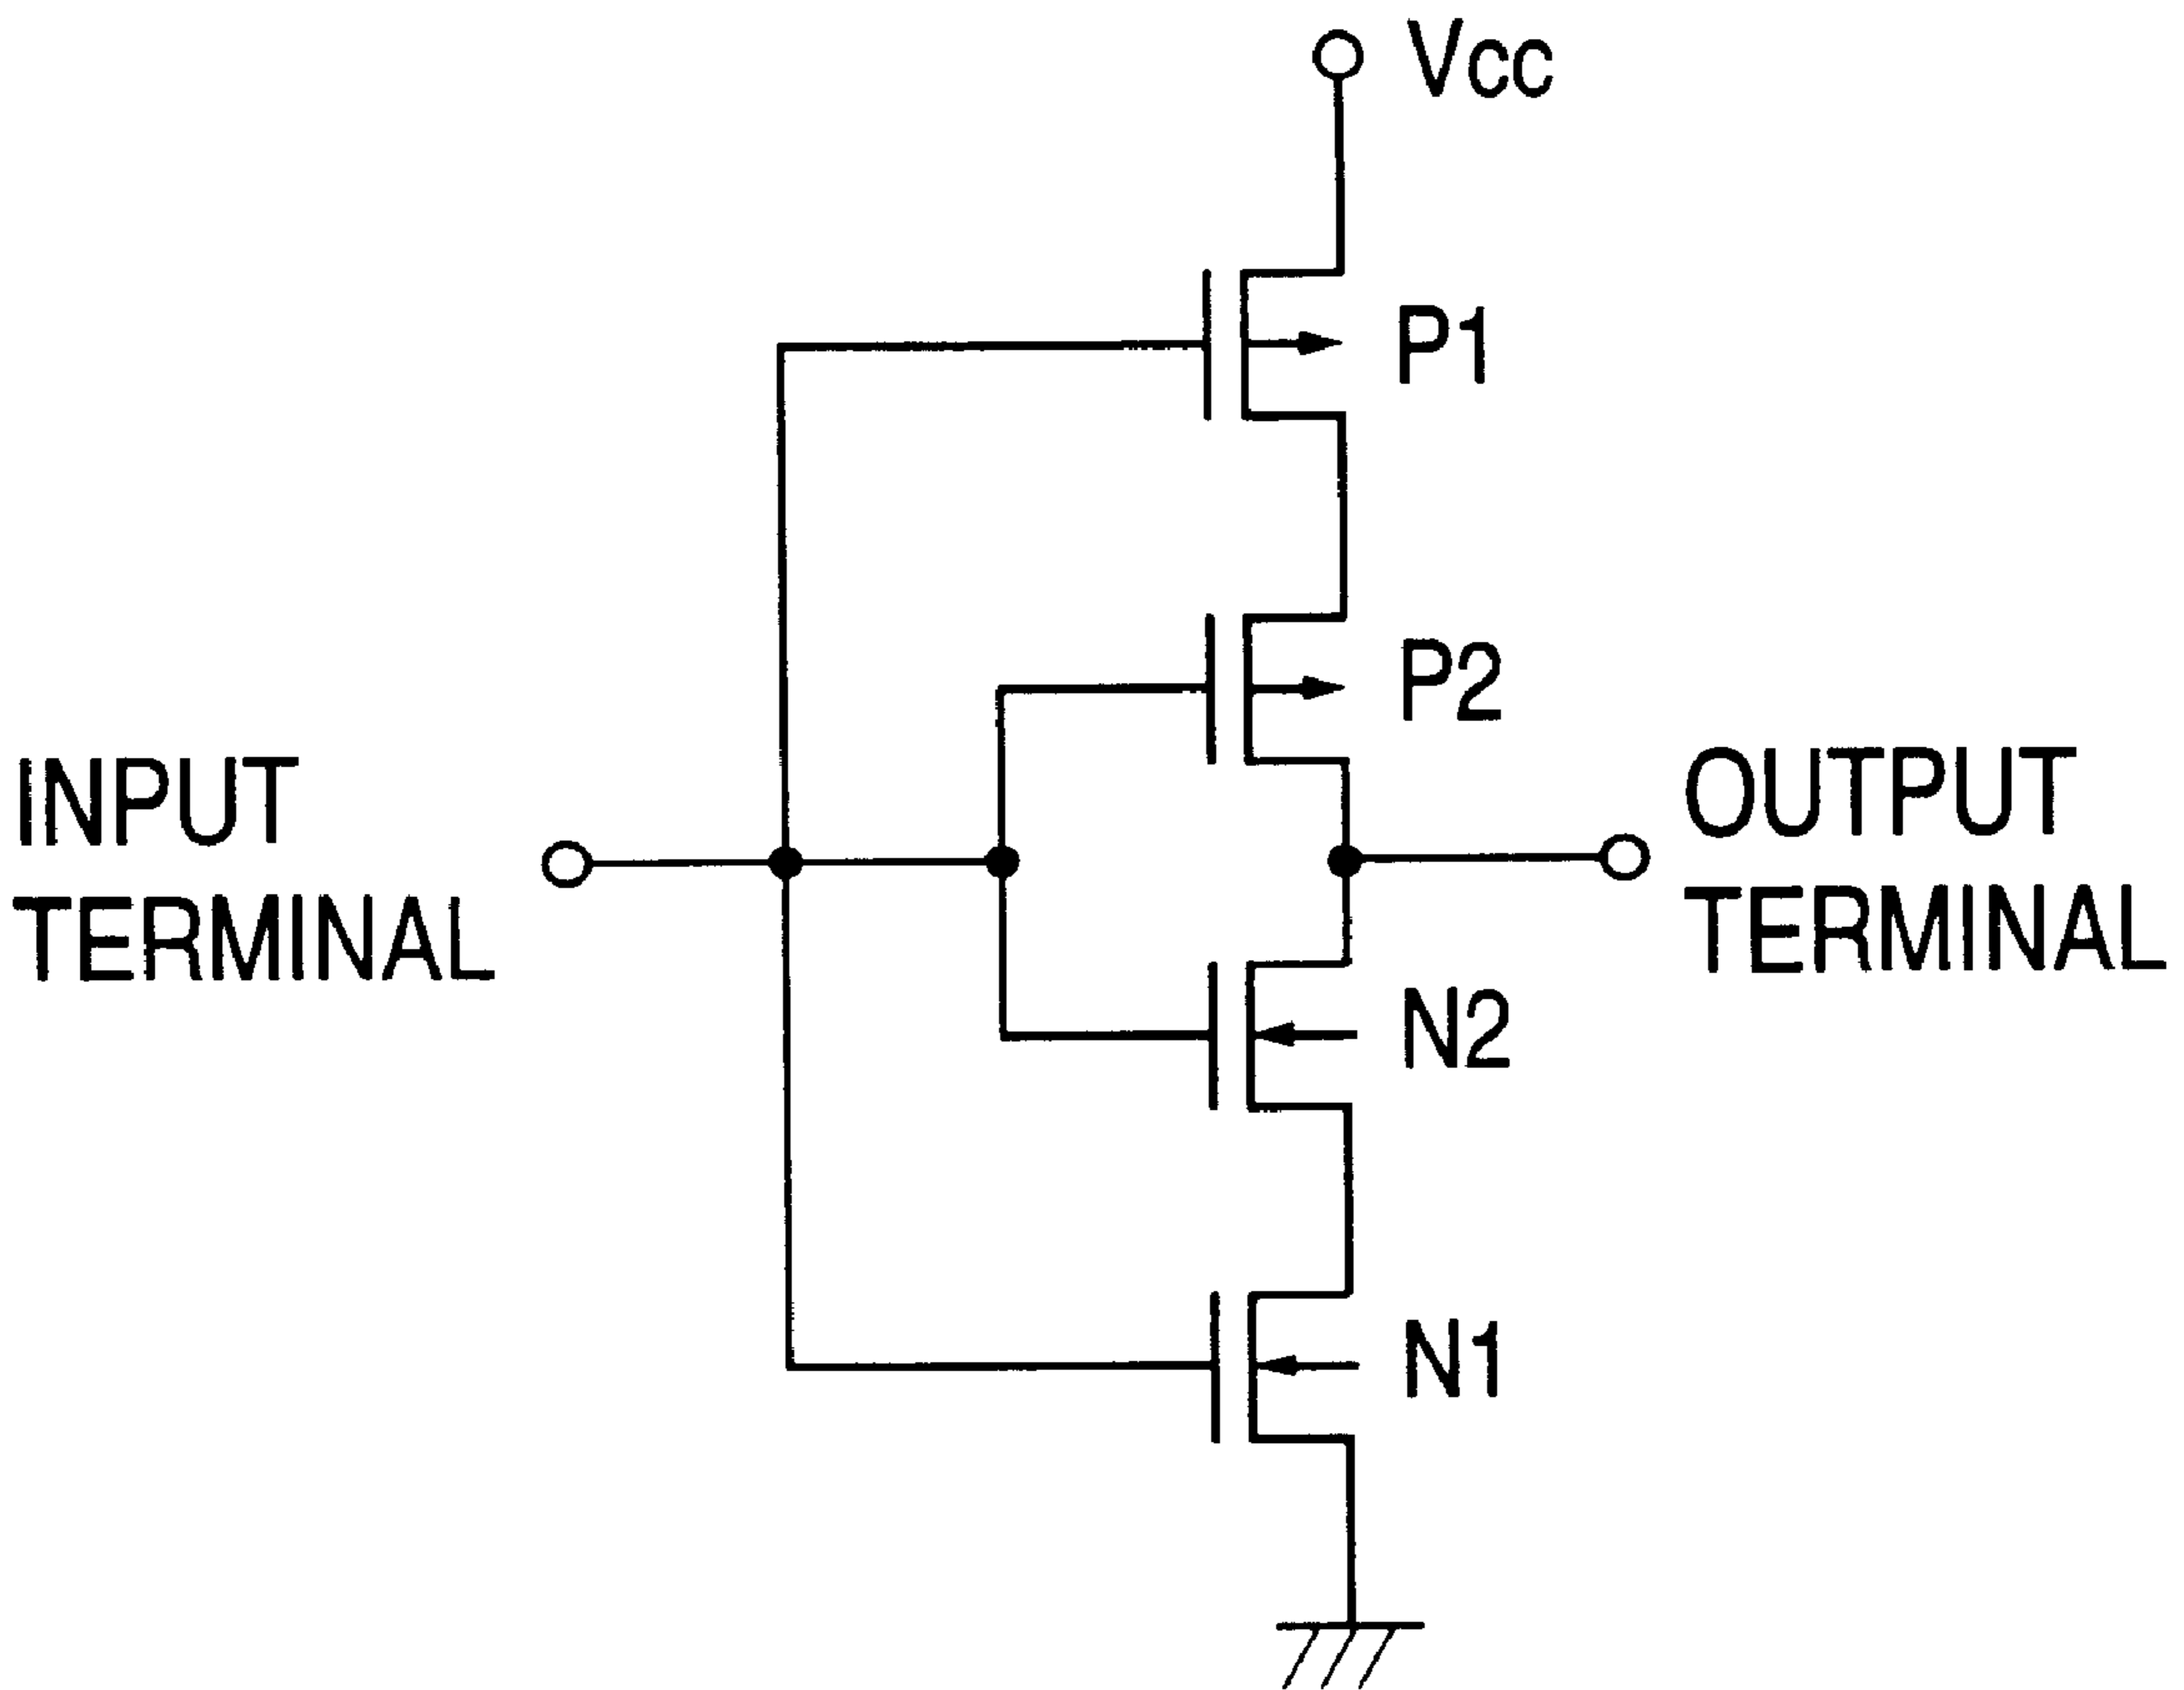 Vcc
P1
P2
INPUT
TERMINAL
OUTPUT
TERMINAL
N2
N1